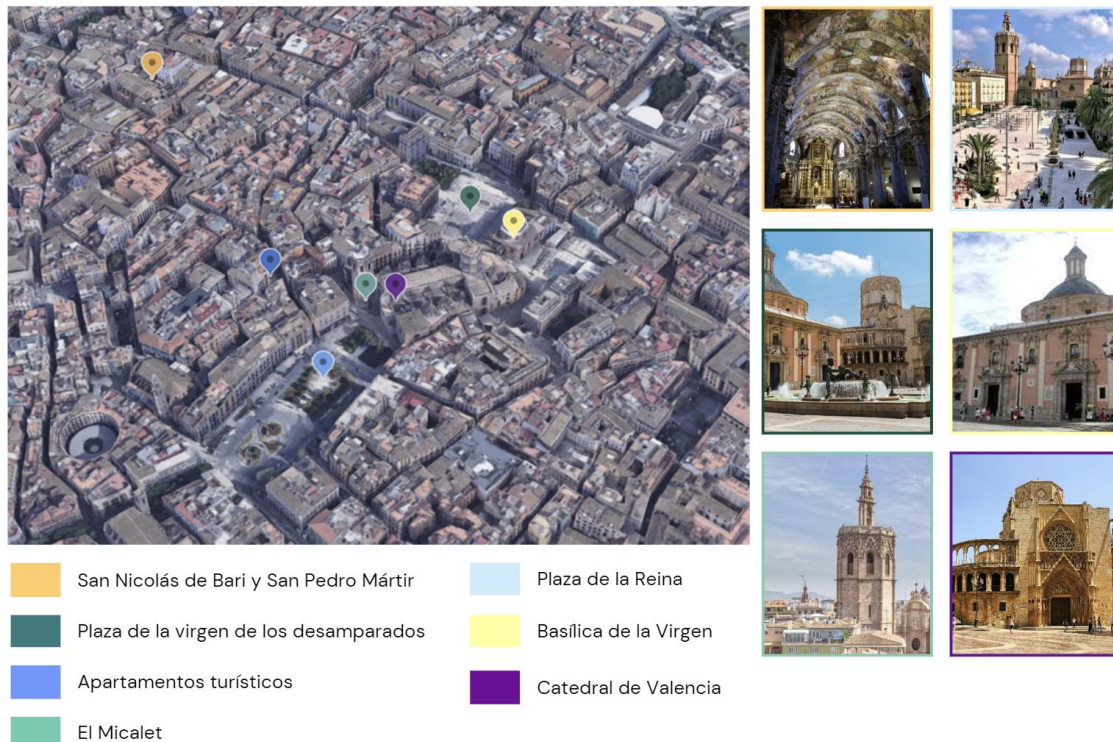 San Nicolás de Bari y San Pedro Mártir
Plaza de la virgen de los desamparados
Apartamentos turísticos
El Micalet
Plaza de la Reina
Basílica de la Virgen
Catedral de Valencia